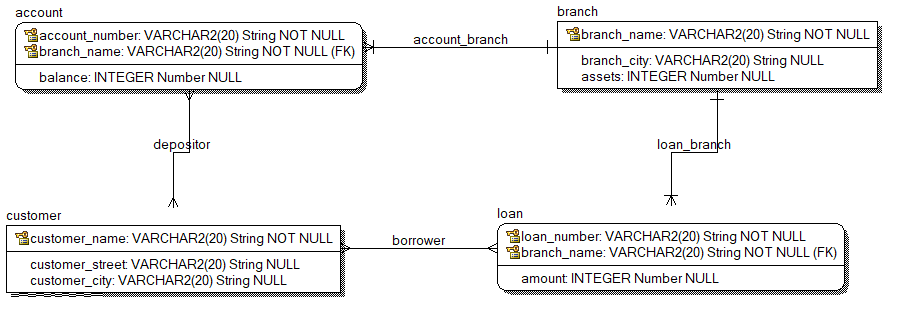 account
account_number: VARCHAR2(20) String NOT NULL
branch_name: VARCHAR2(20) String NOT NULL (FK)
balance: INTEGER Number NULL
account_branch
branch
branch_name: VARCHAR2(20) String NOT NULL
branch_city: VARCHAR2(20) String NULL
assets: INTEGER Number NULL
depositor
loan_branch
customer
customer_name: VARCHAR2(20) String NOT NULL
customer_street: VARCHAR2(20) String NULL
customer_city: VARCHAR2(20) String NULL
borrower
loan
loan_number: VARCHAR2(20) String NOT NULL
branch_name: VARCHAR2(20) String NOT NULL (FK)
amount: INTEGER Number NULL